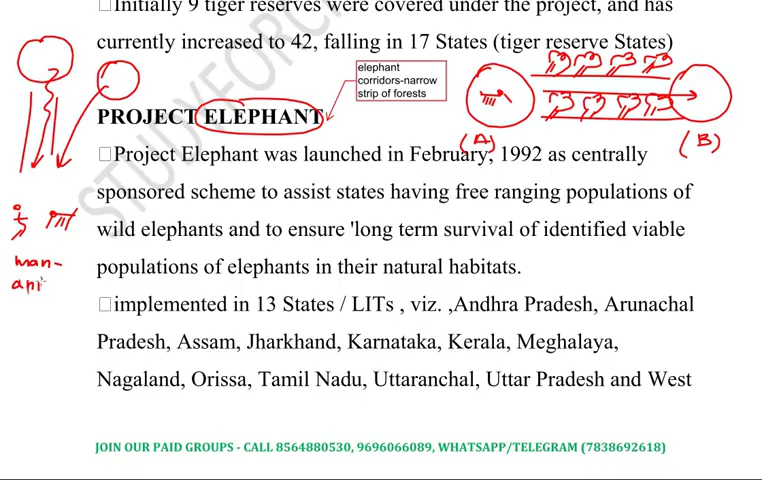 Initially 9 tiger reserves were covered under the project, and has
currently increased to 42, falling in 17 States (tiger reserve States)
elephant
corridors-narrow
strip of forests
PROJECT ELEPHANT
(A)
(B)
Project Elephant was launched in February, 1992 as centrally
sponsored scheme to assist states having free ranging populations of
wild elephants and to ensure 'long term survival of identified viable
populations of elephants in their natural habitats.
man-
ani
implemented in 13 States / LITs , viz. ,Andhra Pradesh, Arunachal
Pradesh, Assam, Jharkhand, Karnataka, Kerala, Meghalaya,
Nagaland, Orissa, Tamil Nadu, Uttaranchal, Uttar Pradesh and West
JOIN OUR PAID GROUPS - CALL 8564880530, 9696066089, WHATSAPP/TELEGRAM (7838692618)
STUDYFORC